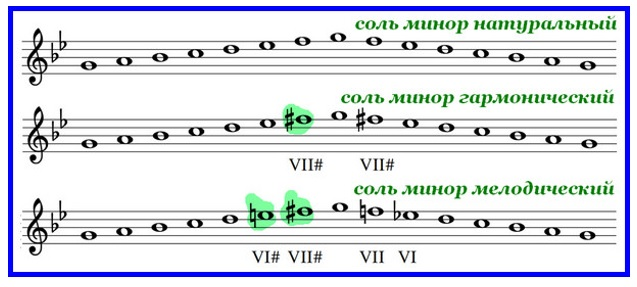 соль минор натуральный
соль минор гармонический
VII# VII#
соль минор мелодический
VI# VII# VII VI